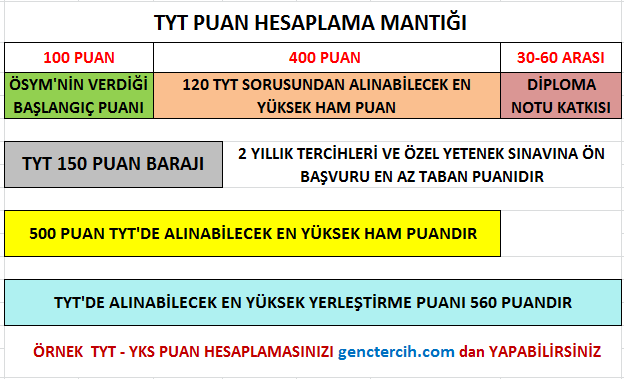 TYT PUAN HESAPLAMA MANTIĞI
100 PUAN 400 PUAN 30-60 ARASI
ÖSYM'NİN VERDİĞİ BAŞLANGIÇ PUANI
120 TYT SORUSUNDAN ALINABİLECEK EN YÜKSEK HAM PUAN
DİPLOMA NOTU KATKISI
TYT 150 PUAN BARAJI
2 YILLIK TERCİHLERİ VE ÖZEL YETENEK SINAVINA ÖN
BAŞVURU EN AZ TABAN PUANIDIR
500 PUAN TYT'DE ALINABİLECEK EN YÜKSEK HAM PUANDIR
TYT'DE ALINABİLECEK EN YÜKSEK YERLEŞTİRME PUANI 560 PUANDIR
ÖRNEK TYT - YKS PUAN HESAPLAMASINIZI genctercih.com dan YAPABİLİRSİNİZ